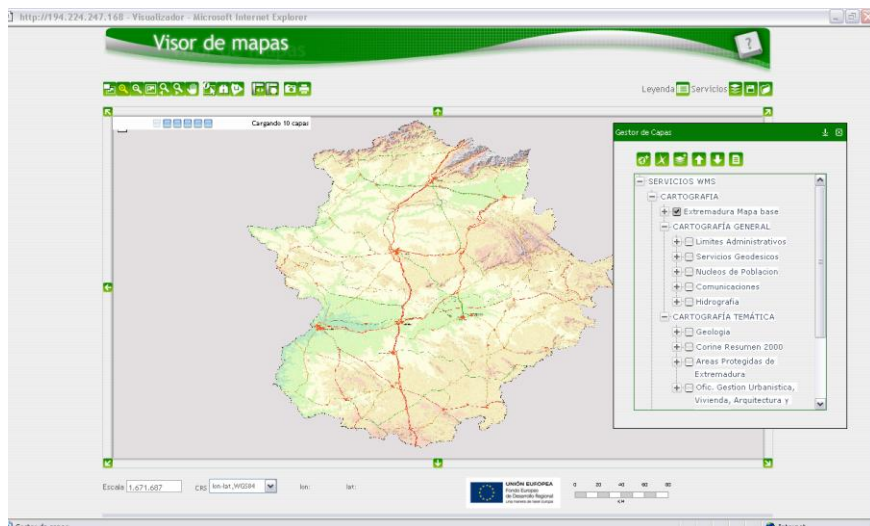 http://194.224.247.168 - Visualizador - Microsoft Internet Explorer
Visor de mapas
?
Leyenda Servicios
Cargando 10 capas
Gestor de Capas
SERVICIOS WMS
CARTOGRAFIA
Extremadura Mapa base
CARTOGRAFÍA GENERAL
Limites Administrativos
Servicios Geodesicos
Nucleos de Poblacion
Comunicaciones
Hidrografia
CARTOGRAFÍA TEMÁTICA
Geologia
Corine Resumen 2000
Areas Protegidas de
Extremadura
Ofic. Gestion Urbanistica,
Vivienda, Arquitectura y
Escala 1.671.687 CRS lon-lat,WGS84 lon: lat:
UNIÓN EUROPEA
Fondo Europeo
de Desarrollo Regional
0 20 40 60 80
KM